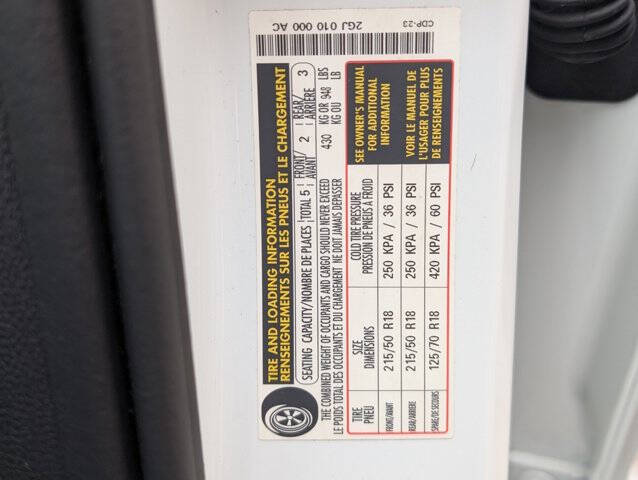 2GJ 010 000 AC
CDP-23
TIRE AND LOADING INFORMATION
RENSEIGNEMENTS SUR LES PNEUS ET LE CHARGEMENT
SEATING CAPACITY/NOMBRE DE PLACES TOTAL 5 FRONT/AVANT 2 REAR/ARRIÈRE 3
THE COMBINED WEIGHT OF OCCUPANTS AND CARGO SHOULD NEVER EXCEED 430 KG OR 948 LBS
LE POIDS TOTAL DES OCCUPANTS ET DU CHARGEMENT NE DOIT JAMAIS DÉPASSER KG OU LB
TIRE PNEU SIZE DIMENSIONS COLD TIRE PRESSURE PRESSION DE PNEUS A FROID
FRONT/AVANT 215/50 R18 250 KPA / 36 PSI
REAR/ARRIERE 215/50 R18 250 KPA / 36 PSI
SPARE/DE SECOURS 125/70 R18 420 KPA / 60 PSI
SEE OWNER'S MANUAL
FOR ADDITIONAL
INFORMATION
VOIR LE MANUEL DE
L'USAGER POUR PLUS
DE RENSEIGNEMENTS